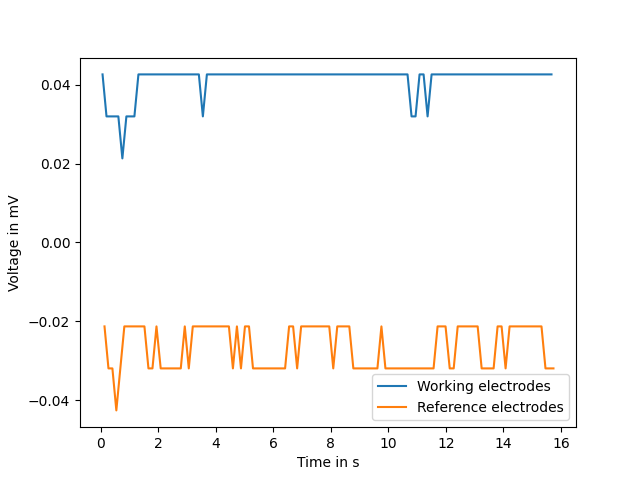 0.04
0.02
0.00
−0.02
−0.04
Voltage in mV
0 2 4 6 8 10 12 14 16
Time in s
Working electrodes
Reference electrodes